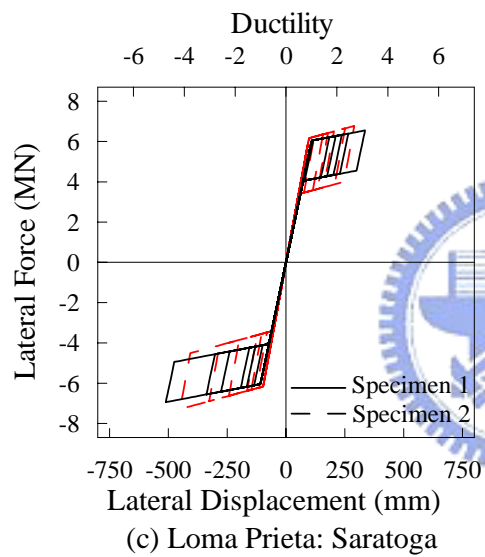 Ductility
-6 -4 -2 0 2 4 6
Lateral Force (MN)
8
6
4
2
0
-2
-4
-6
-8
Specimen 1
Specimen 2
-750 -500 -250 0 250 500 750
Lateral Displacement (mm)
(c) Loma Prieta: Saratoga